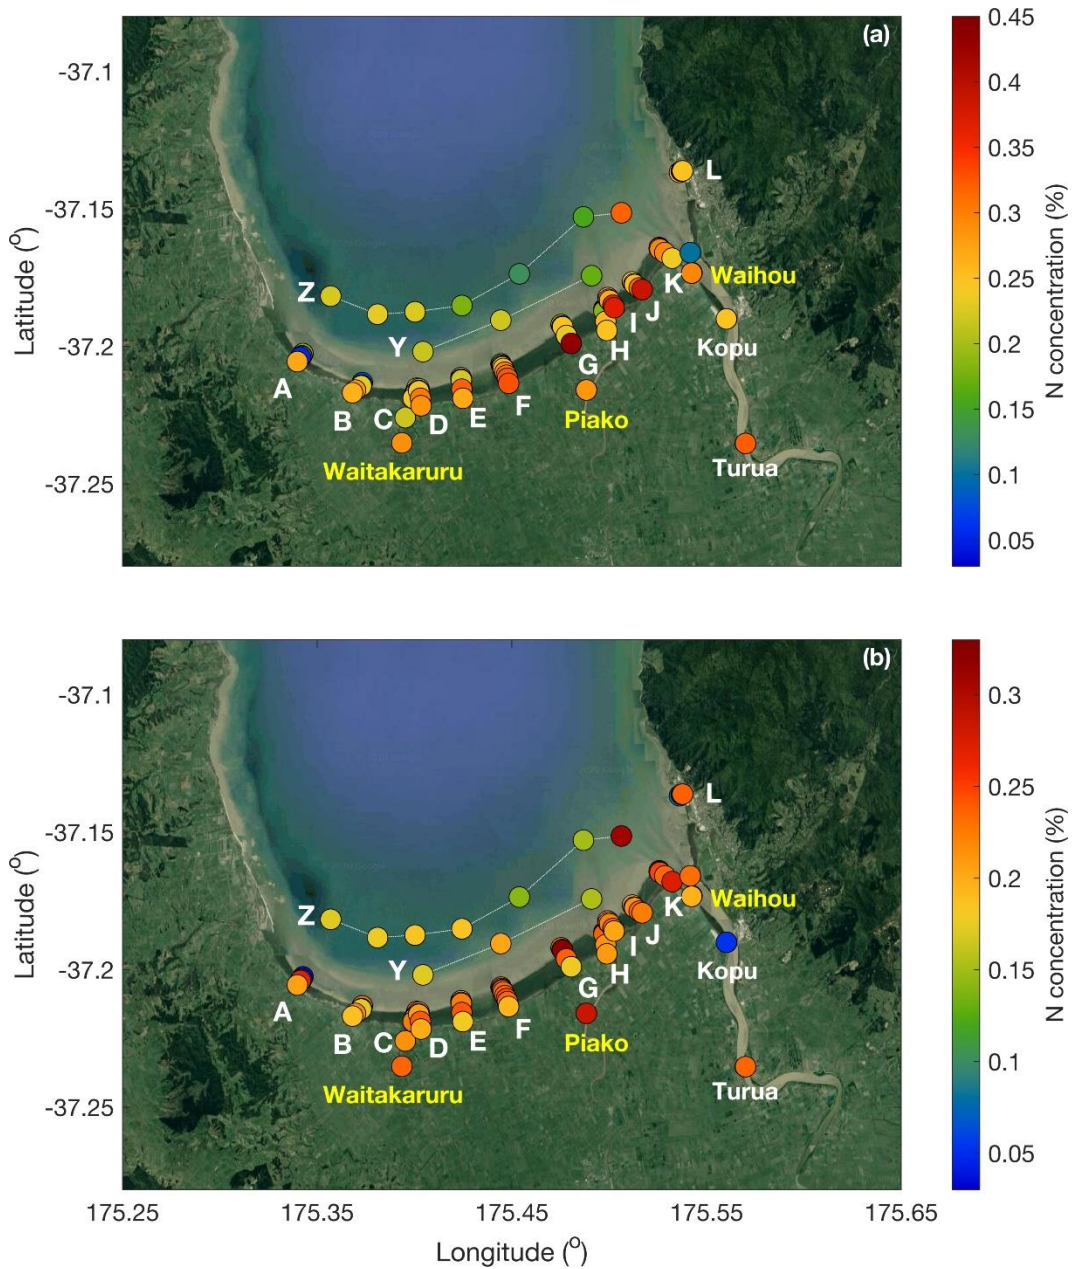 (a)
0.45
-37.1
0.4
L
0.35
-37.15
0.3
Waihou
Z
K
0.25
J
-37.2
Y
I
Kopu
0.2
H
G
A
B
C
D
E
F
Piako
0.15
Waitakaruru
Turua
0.1
-37.25
0.05
Latitude (o)
N concentration (%)
(b)
-37.1
0.3
L
0.25
-37.15
Waihou
0.2
Z
K
J
-37.2
Y
I
Kopu
0.15
H
G
A
B
C
D
E
F
Piako
0.1
Waitakaruru
Turua
-37.25
0.05
Latitude (o)
N concentration (%)
175.25
175.35
175.45
175.55
175.65
Longitude (o)